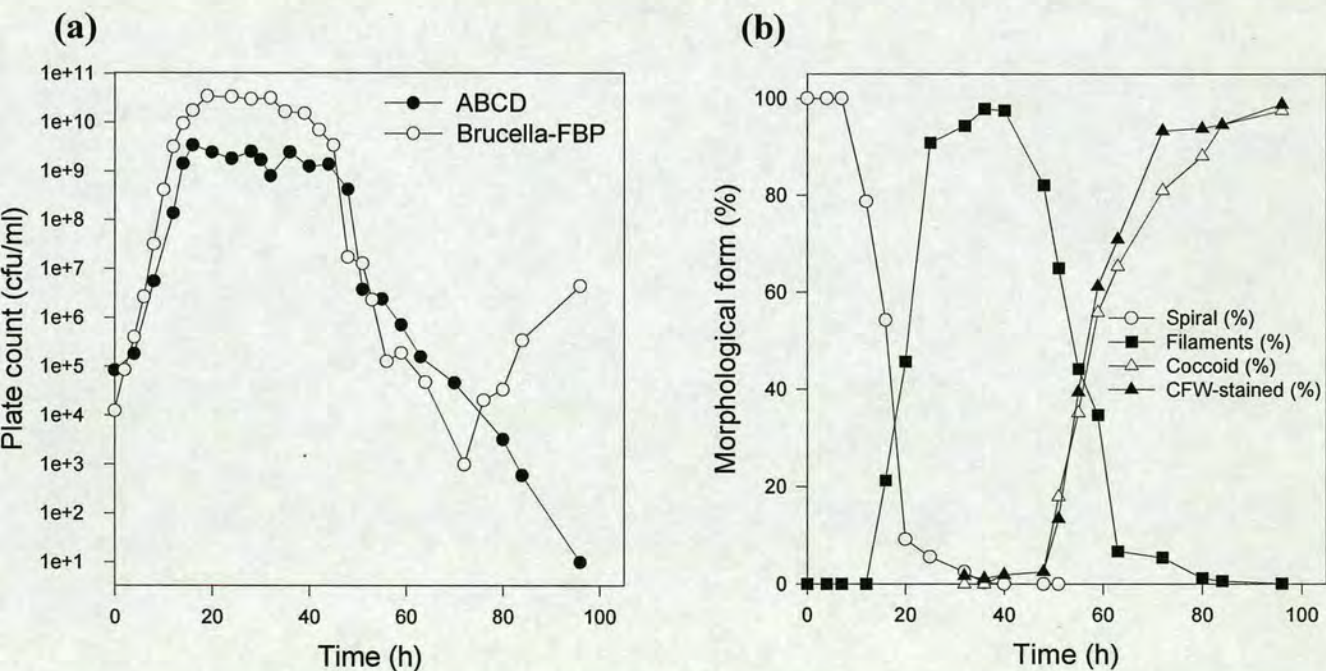 (a)
1e+11
1e+10
1e+9
1e+8
1e+7
1e+6
1e+5
1e+4
1e+3
1e+2
1e+1
Plate count (cfu/ml)
ABCD
Brucella-FBP
0 20 40 60 80 100
Time (h)
(b)
100
80
60
40
20
0
Morphological form (%)
Spiral (%)
Filaments (%)
Coccoid (%)
CFW-stained (%)
0 20 40 60 80 100
Time (h)